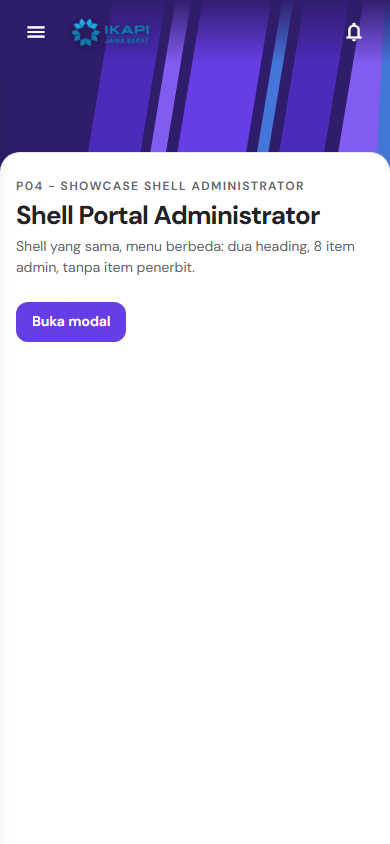 IKAPI
JAWA BARAT
P04 – SHOWCASE SHELL ADMINISTRATOR
Shell Portal Administrator
Shell yang sama, menu berbeda: dua heading, 8 item
admin, tanpa item penerbit.
Buka modal